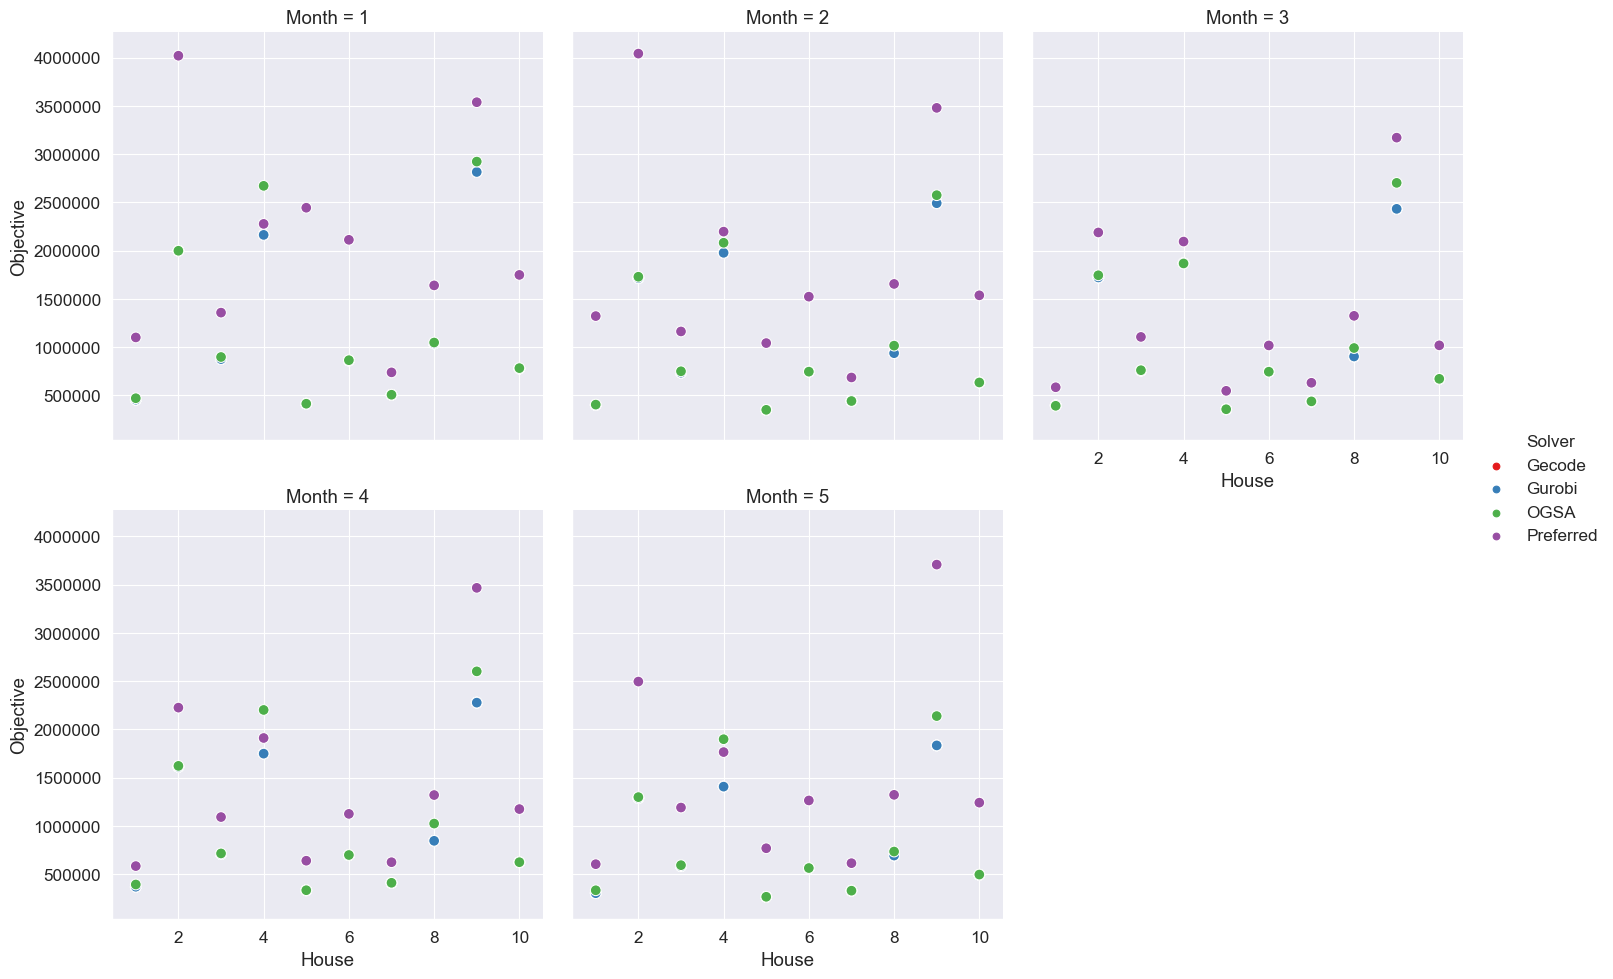 Month = 1
Month = 2
Month = 3
4000000
3500000
3000000
2500000
2000000
1500000
1000000
500000
Objective
2 4 6 8 10
House
Solver
Gecode
Gurobi
OGSA
Preferred
Month = 4
Month = 5
4000000
3500000
3000000
2500000
2000000
1500000
1000000
500000
Objective
2 4 6 8 10
House
2 4 6 8 10
House